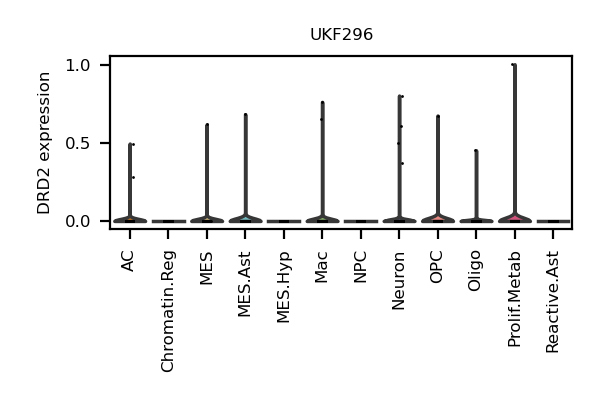 UKF296
DRD2 expression
1.0
0.5
0.0
AC
Chromatin.Reg
MES
MES.Ast
MES.Hyp
Mac
NPC
Neuron
OPC
Oligo
Prolif.Metab
Reactive.Ast